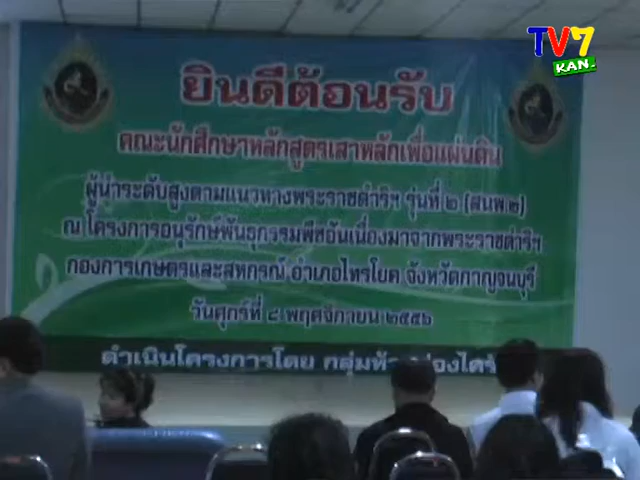 TV7
KAN.
ยินดีต้อนรับ
คณะนักศึกษาหลักสูตรเสาหลักเพื่อแผ่นดิน
ผู้นำระดับสูงตามแนวทางพระราชดำริฯ รุ่นที่ ๒ (สนพ๒)
ณ โครงการอนุรักษ์พันธุกรรมพืชอันเนื่องมาจากพระราชดำริฯ
กองการเกษตรและสหกรณ์ อำเภอไทรโยค จังหวัดกาญจนบุรี
วันศุกร์ที่ ๘ พฤศจิกายน ๒๕๕๖
ดำเนินโครงการโดย กลุ่ม